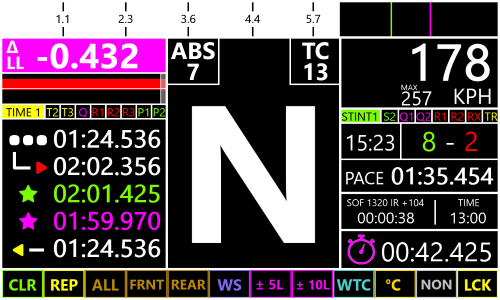 1.1 2.3 3.6 4.4 5.7
Δ LL -0.432
ABS 7
TC 13
178
MAX 257 KPH
TIME 1 T2 T3 Q R1 R2 R3 P1 P2
STINT1 S2 Q1 Q2 R1 R2 RX TR
01:24.536
02:02.356
02:01.425
01:59.970
01:24.536
N
15:23 8 - 2
PACE 01:35.454
SOF 1320 IR +104 TIME
00:00:38 13:00
00:42.425
CLR REP ALL FRNT REAR WS ± 5L ± 10L WTC °C NON LCK